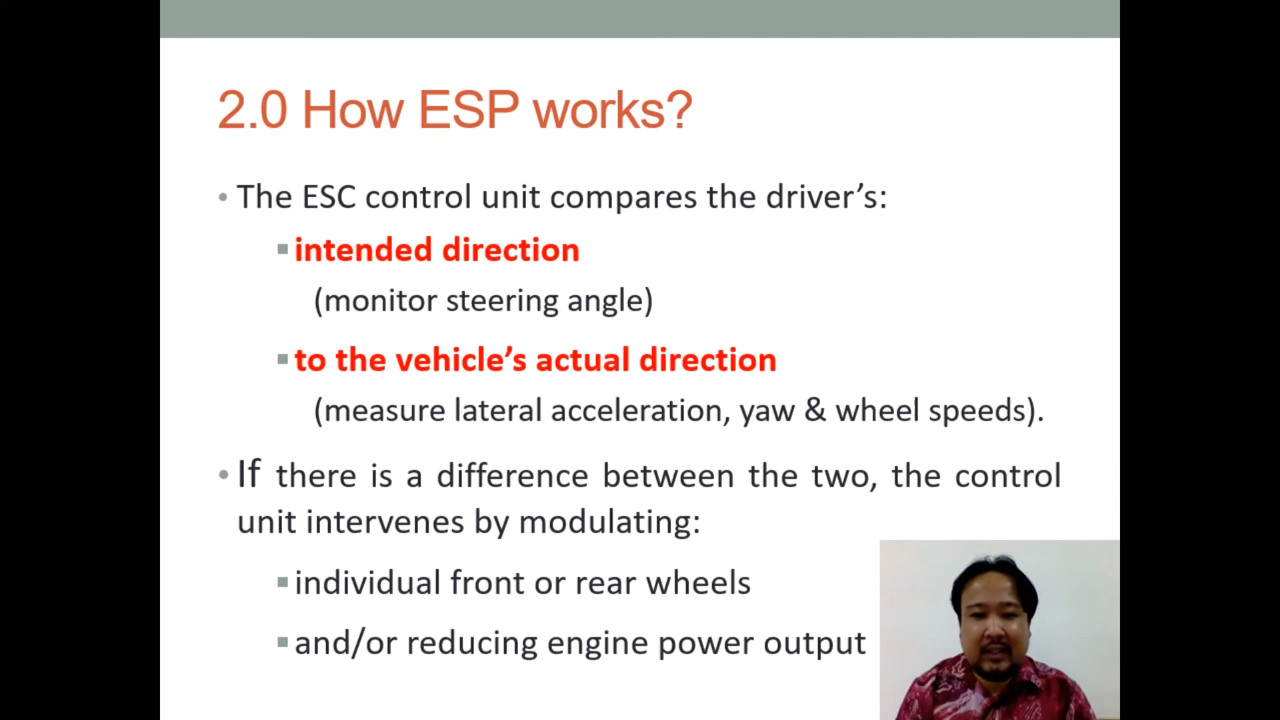 2.0 How ESP works?
• The ESC control unit compares the driver’s:
▪ intended direction
(monitor steering angle)
▪ to the vehicle’s actual direction
(measure lateral acceleration, yaw & wheel speeds).
• If there is a difference between the two, the control
unit intervenes by modulating:
▪ individual front or rear wheels
▪ and/or reducing engine power output